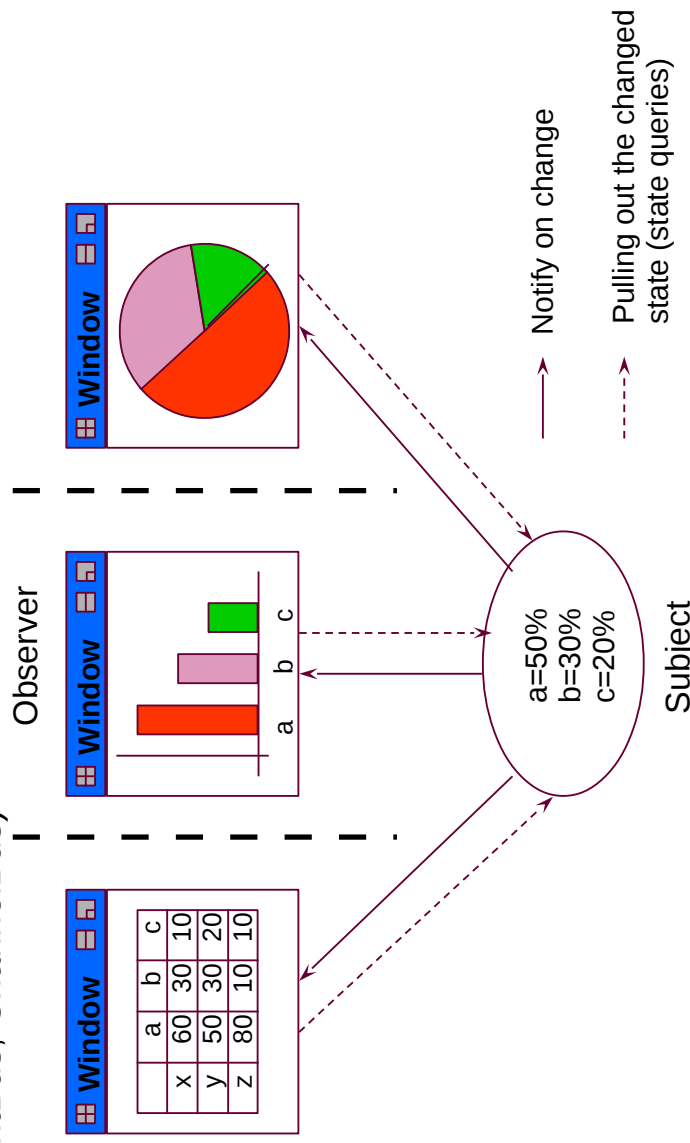 Observer
Window
Window
Window
a b c
x 60 30 10
y 50 30 20
z 80 10 10
a b c
a=50%
b=30%
c=20%
Subject
Notify on change
Pulling out the changed
state (state queries)